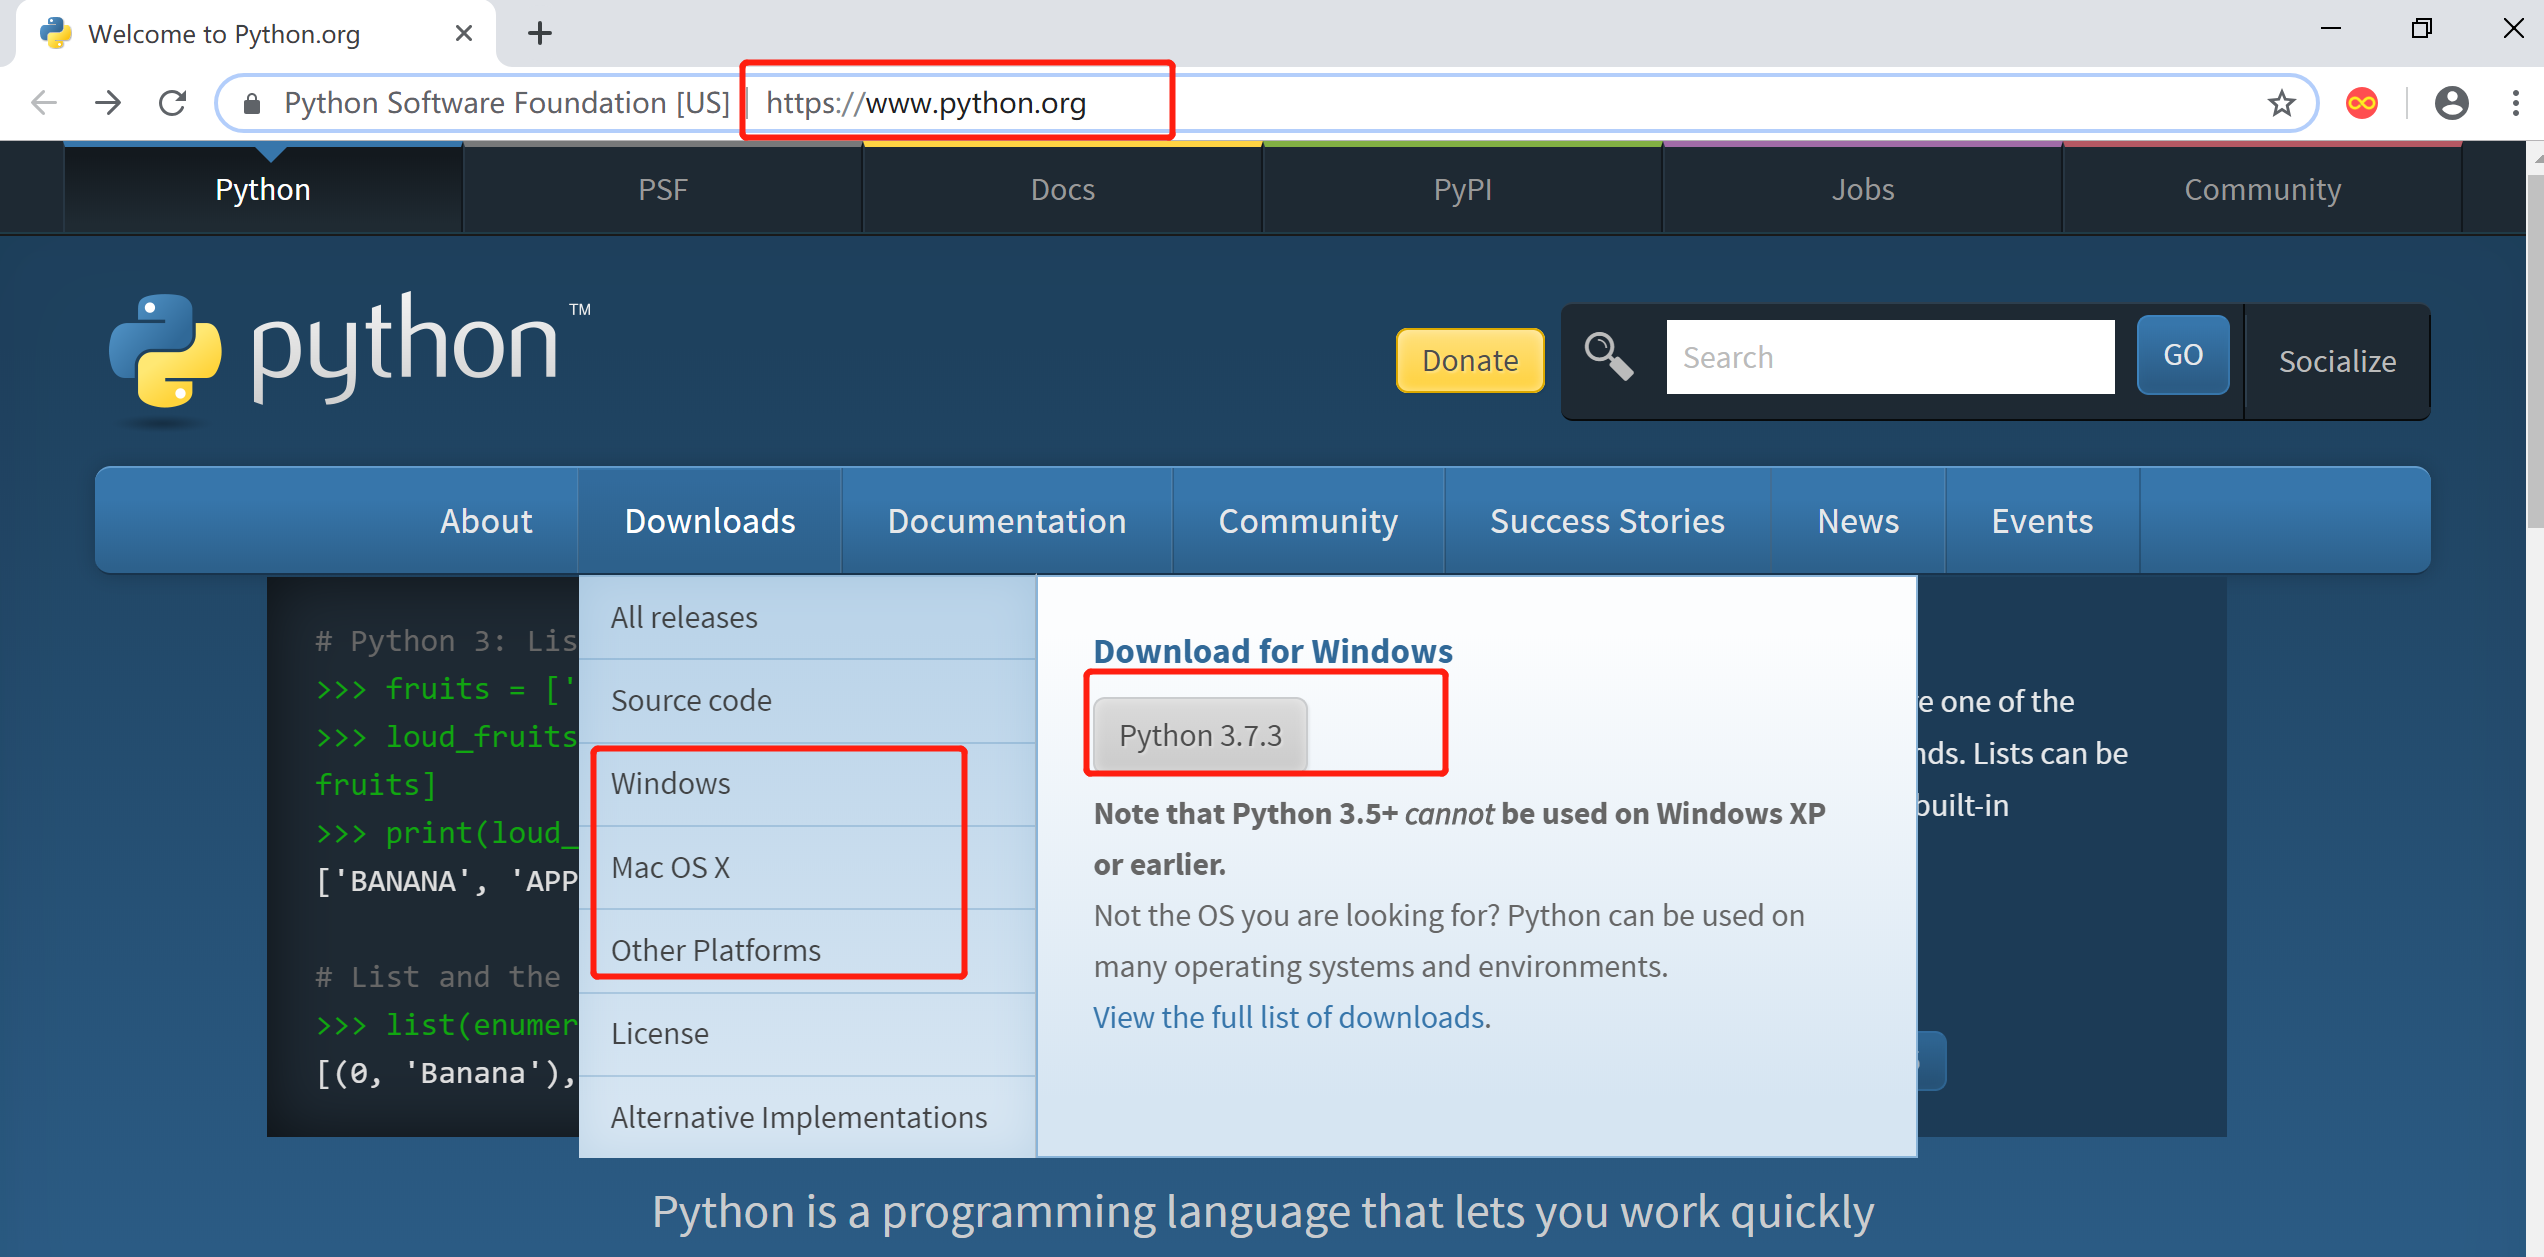 Welcome to Python.org
Python Software Foundation [US] | https://www.python.org
Python PSF Docs PyPI Jobs Community
python TM
Donate Search GO Socialize
About Downloads Documentation Community Success Stories News Events
# Python 3: Lis
>>> fruits = ['
>>> loud_fruits
fruits]
>>> print(loud_
['BANANA', 'APP
# List and the
>>> list(enumer
[(0, 'Banana'),
All releases
Source code
Windows
Mac OS X
Other Platforms
License
Alternative Implementations
Download for Windows
Python 3.7.3
Note that Python 3.5+ cannot be used on Windows XP
or earlier.
Not the OS you are looking for? Python can be used on
many operating systems and environments.
View the full list of downloads.
e one of the
nds. Lists can be
built-in
Python is a programming language that lets you work quickly